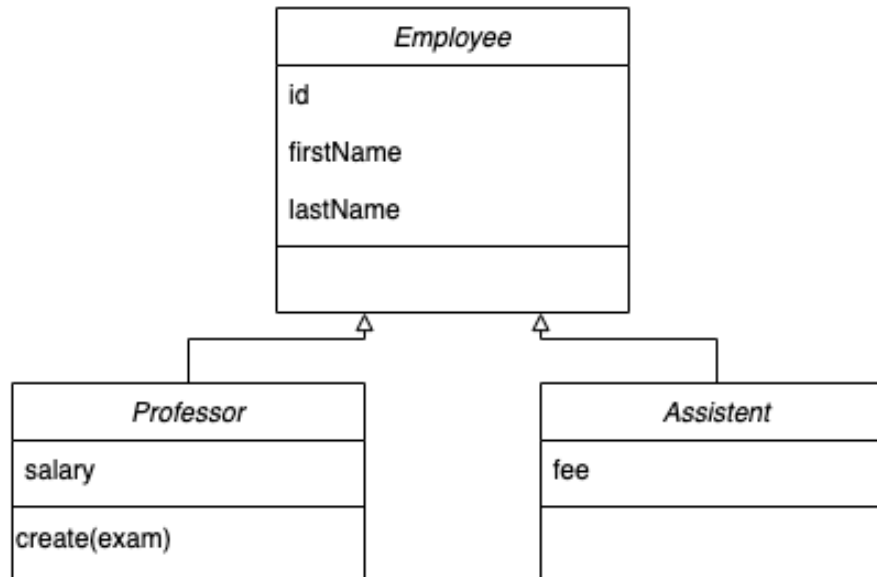 Employee
id
firstName
lastName
Professor
salary
create(exam)
Assistent
fee